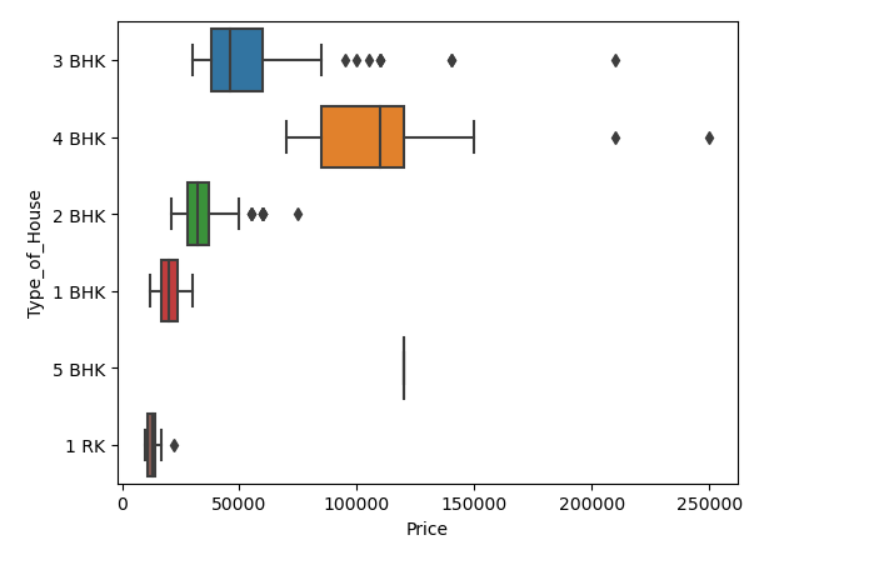 3 BHK
4 BHK
2 BHK
1 BHK
5 BHK
1 RK
Type_of_House
0 50000 100000 150000 200000 250000
Price